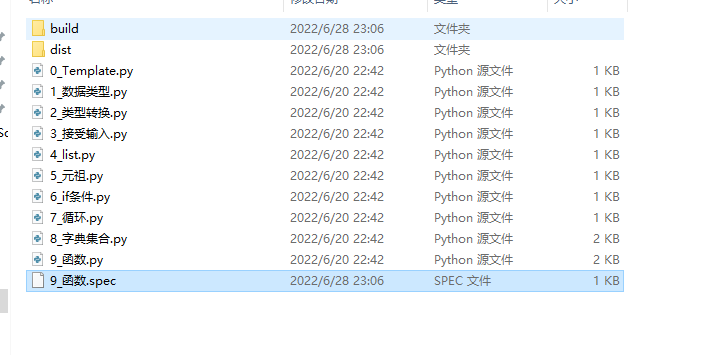 名称 修改日期 类型 大小
build 2022/6/28 23:06 文件夹
dist 2022/6/28 23:06 文件夹
0_Template.py 2022/6/20 22:42 Python 源文件 1 KB
1_数据类型.py 2022/6/20 22:42 Python 源文件 1 KB
2_类型转换.py 2022/6/20 22:42 Python 源文件 1 KB
3_接受输入.py 2022/6/20 22:42 Python 源文件 1 KB
4_list.py 2022/6/20 22:42 Python 源文件 1 KB
5_元祖.py 2022/6/20 22:42 Python 源文件 1 KB
6_if条件.py 2022/6/20 22:42 Python 源文件 1 KB
7_循环.py 2022/6/20 22:42 Python 源文件 1 KB
8_字典集合.py 2022/6/20 22:42 Python 源文件 2 KB
9_函数.py 2022/6/20 22:42 Python 源文件 2 KB
9_函数.spec 2022/6/28 23:06 SPEC 文件 1 KB